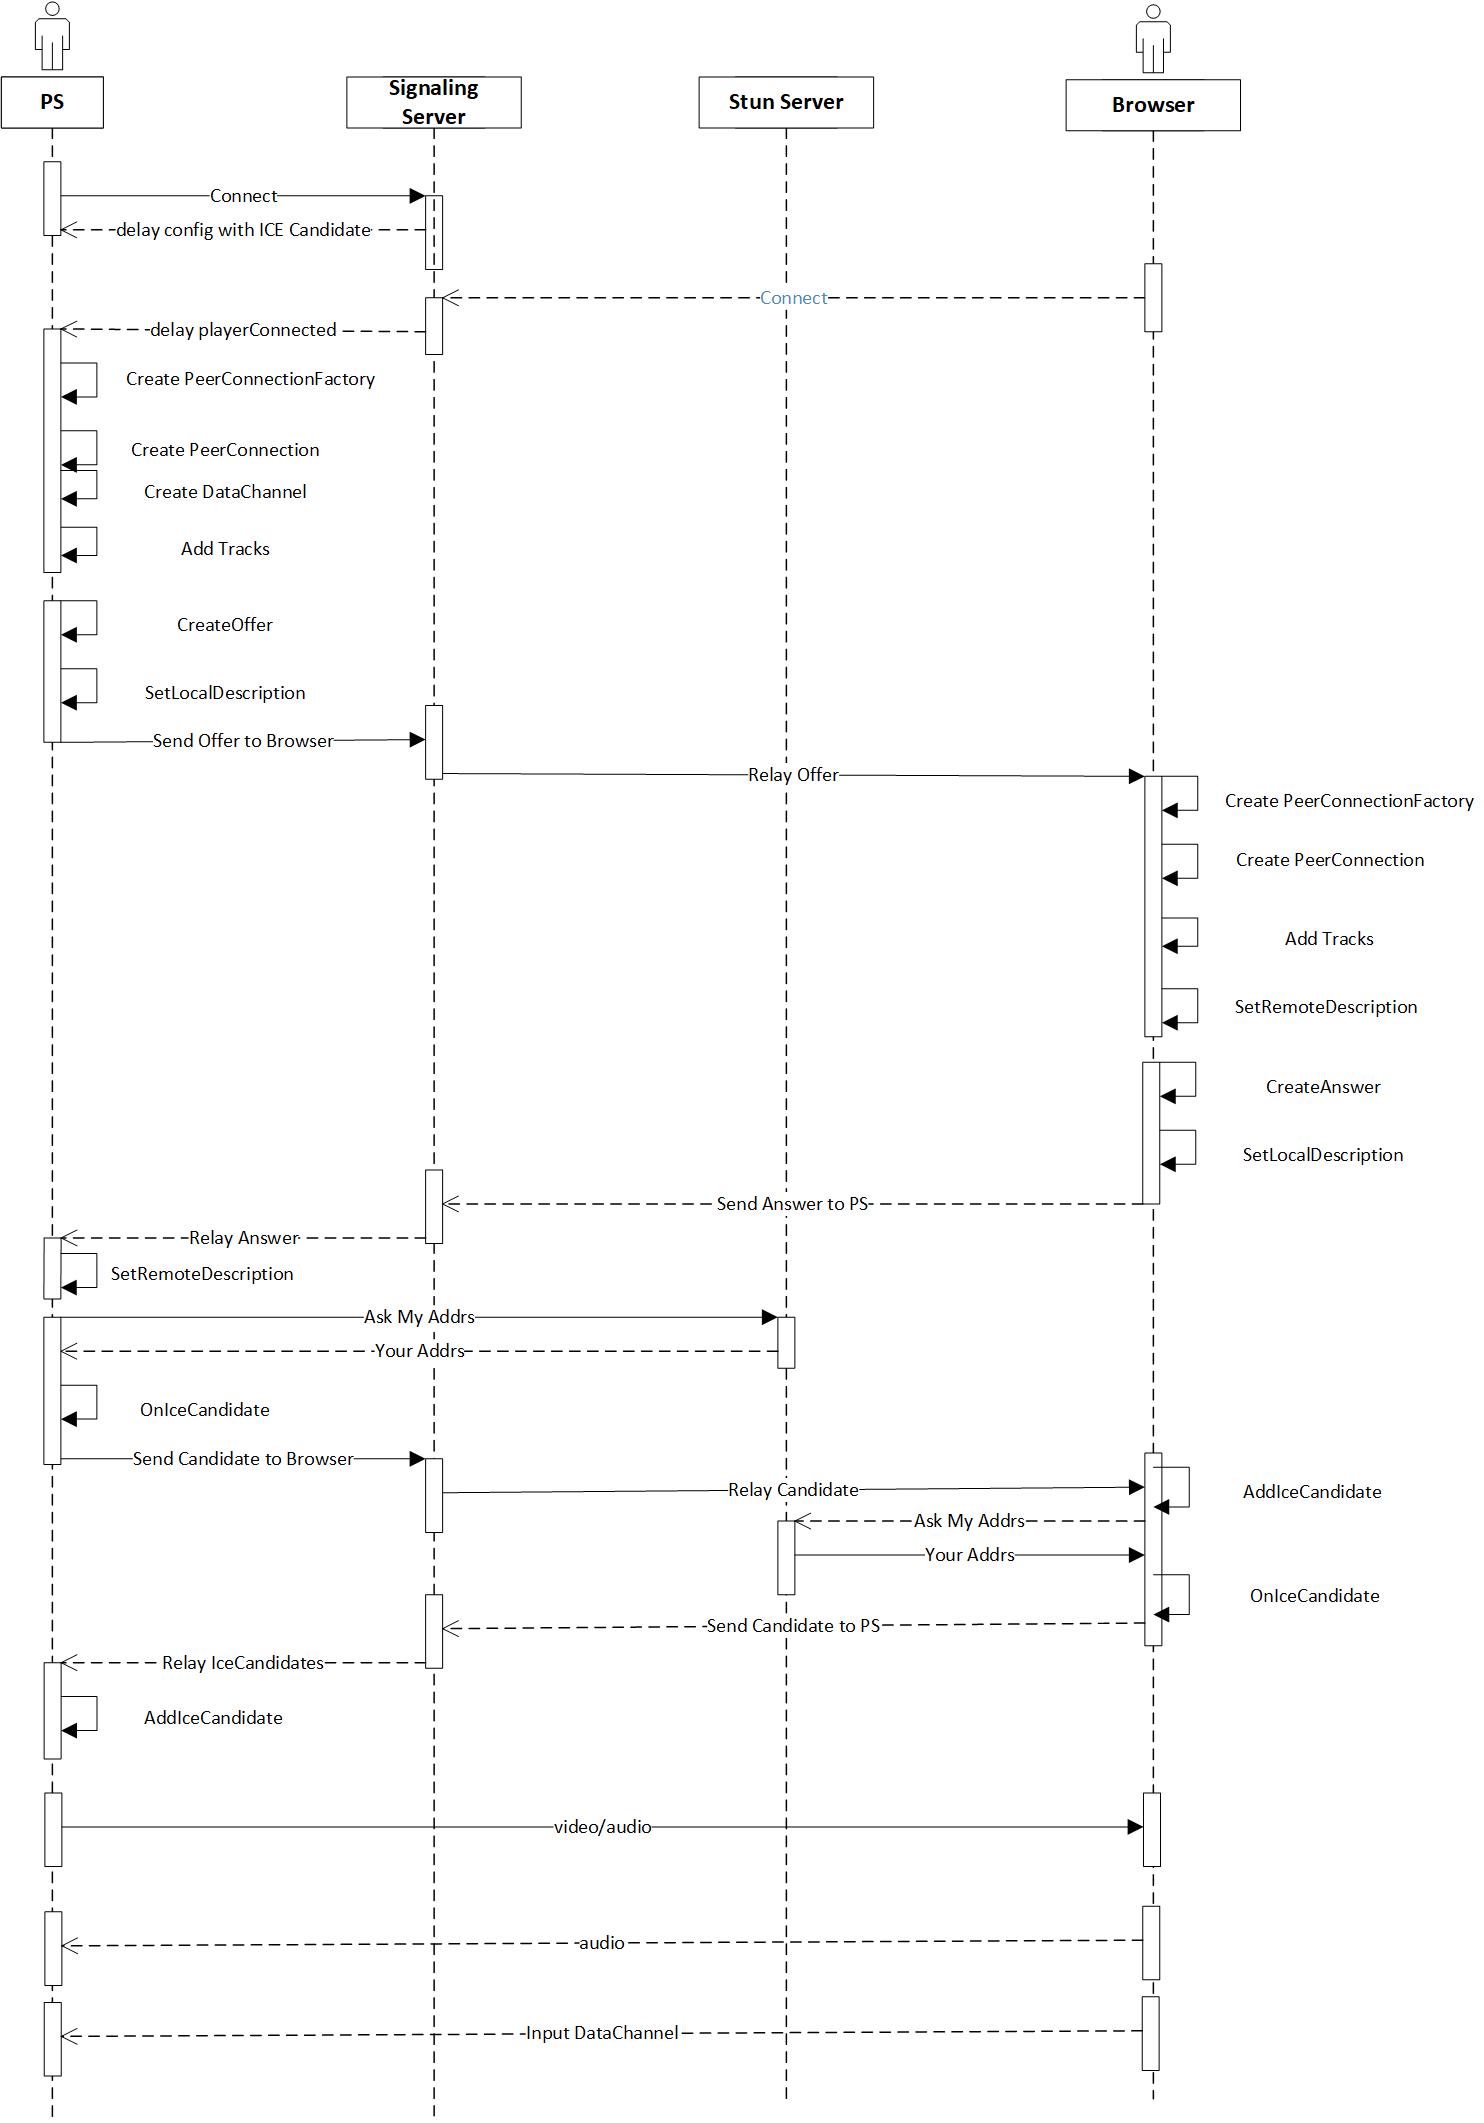 PS
Signaling
Server
Stun Server
Browser
Connect
delay config with ICE Candidate
Connect
delay playerConnected
Create PeerConnectionFactory
Create PeerConnection
Create DataChannel
Add Tracks
CreateOffer
SetLocalDescription
Send Offer to Browser
Relay Offer
Create PeerConnectionFactory
Create PeerConnection
Add Tracks
SetRemoteDescription
CreateAnswer
SetLocalDescription
Send Answer to PS
Relay Answer
SetRemoteDescription
Ask My Addrs
Your Addrs
OnIceCandidate
Send Candidate to Browser
Relay Candidate
AddIceCandidate
Ask My Addrs
Your Addrs
OnIceCandidate
Send Candidate to PS
Relay IceCandidates
AddIceCandidate
video/audio
audio
Input DataChannel